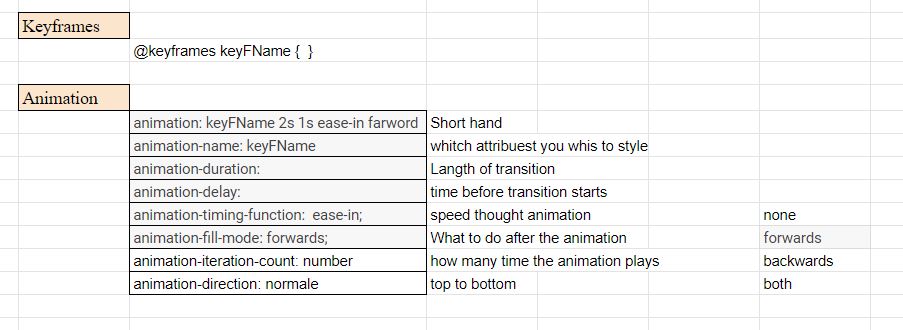 Keyframes
@keyframes keyFName {  }
Animation
animation: keyFName 2s 1s ease-in farword Short hand
animation-name: keyFName whitch attribuest you whis to style
animation-duration: Langth of transition
animation-delay: time before transition starts
animation-timing-function:  ease-in; speed thought animation none
animation-fill-mode: forwards; What to do after the animation forwards
animation-iteration-count: number how many time the animation plays backwards
animation-direction: normale top to bottom both